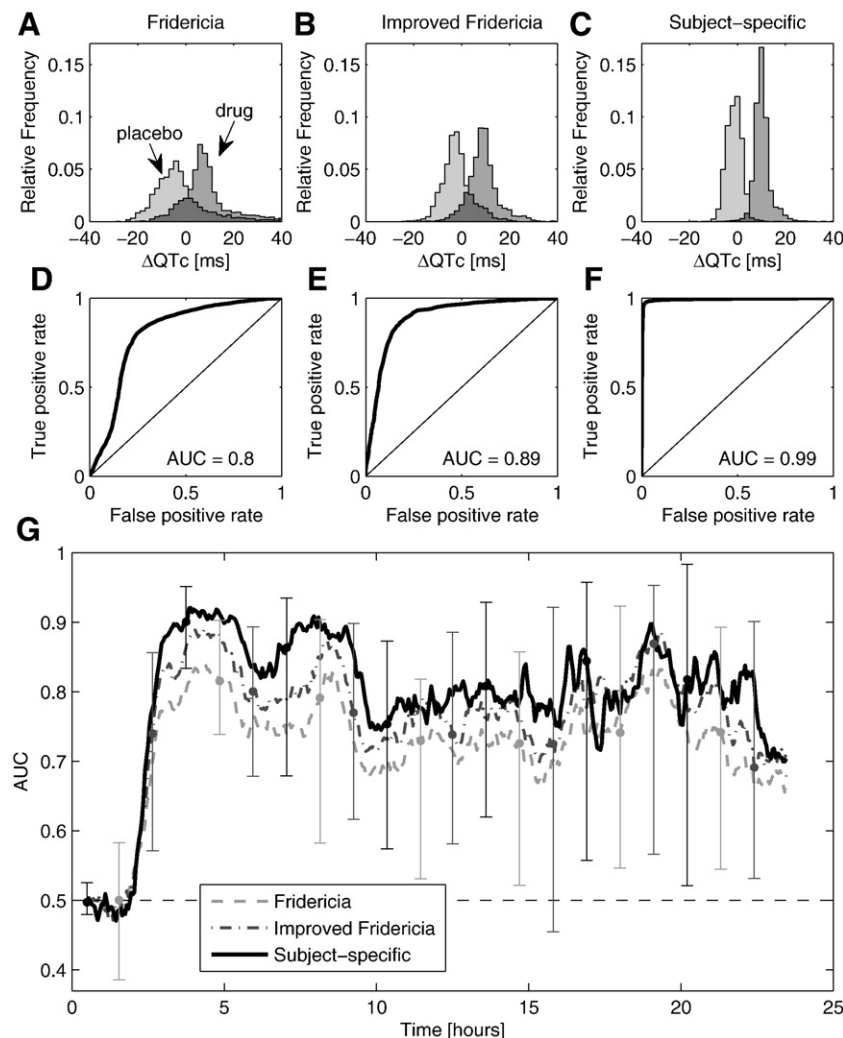 A Fridericia
B Improved Fridericia
C Subject−specific
Relative Frequency
0.15
0.1
0.05
0
placebo
drug
−40 −20 0 20 40
ΔQTc [ms]
Relative Frequency
0.15
0.1
0.05
0
−40 −20 0 20 40
ΔQTc [ms]
Relative Frequency
0.15
0.1
0.05
0
−40 −20 0 20 40
ΔQTc [ms]
D
True positive rate
1
0.5
0
AUC = 0.8
0 0.5 1
False positive rate
E
True positive rate
1
0.5
0
AUC = 0.89
0 0.5 1
False positive rate
F
True positive rate
1
0.5
0
AUC = 0.99
0 0.5 1
False positive rate
G
AUC
1
0.9
0.8
0.7
0.6
0.5
0.4
Fridericia
Improved Fridericia
Subject−specific
0 5 10 15 20 25
Time [hours]